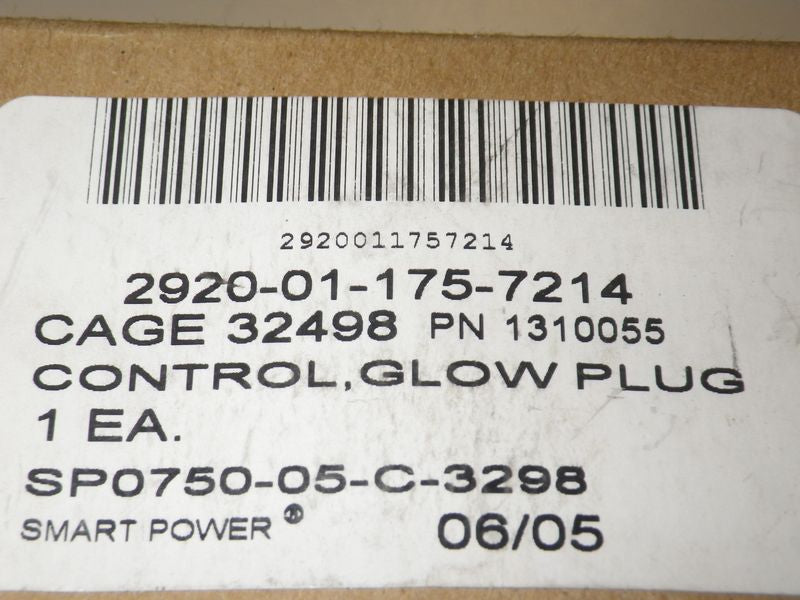 2920011757214
2920-01-175-7214
CAGE 32498 PN 1310055
CONTROL,GLOW PLUG
1 EA.
SP0750-05-C-3298
SMART POWER ®
06/05